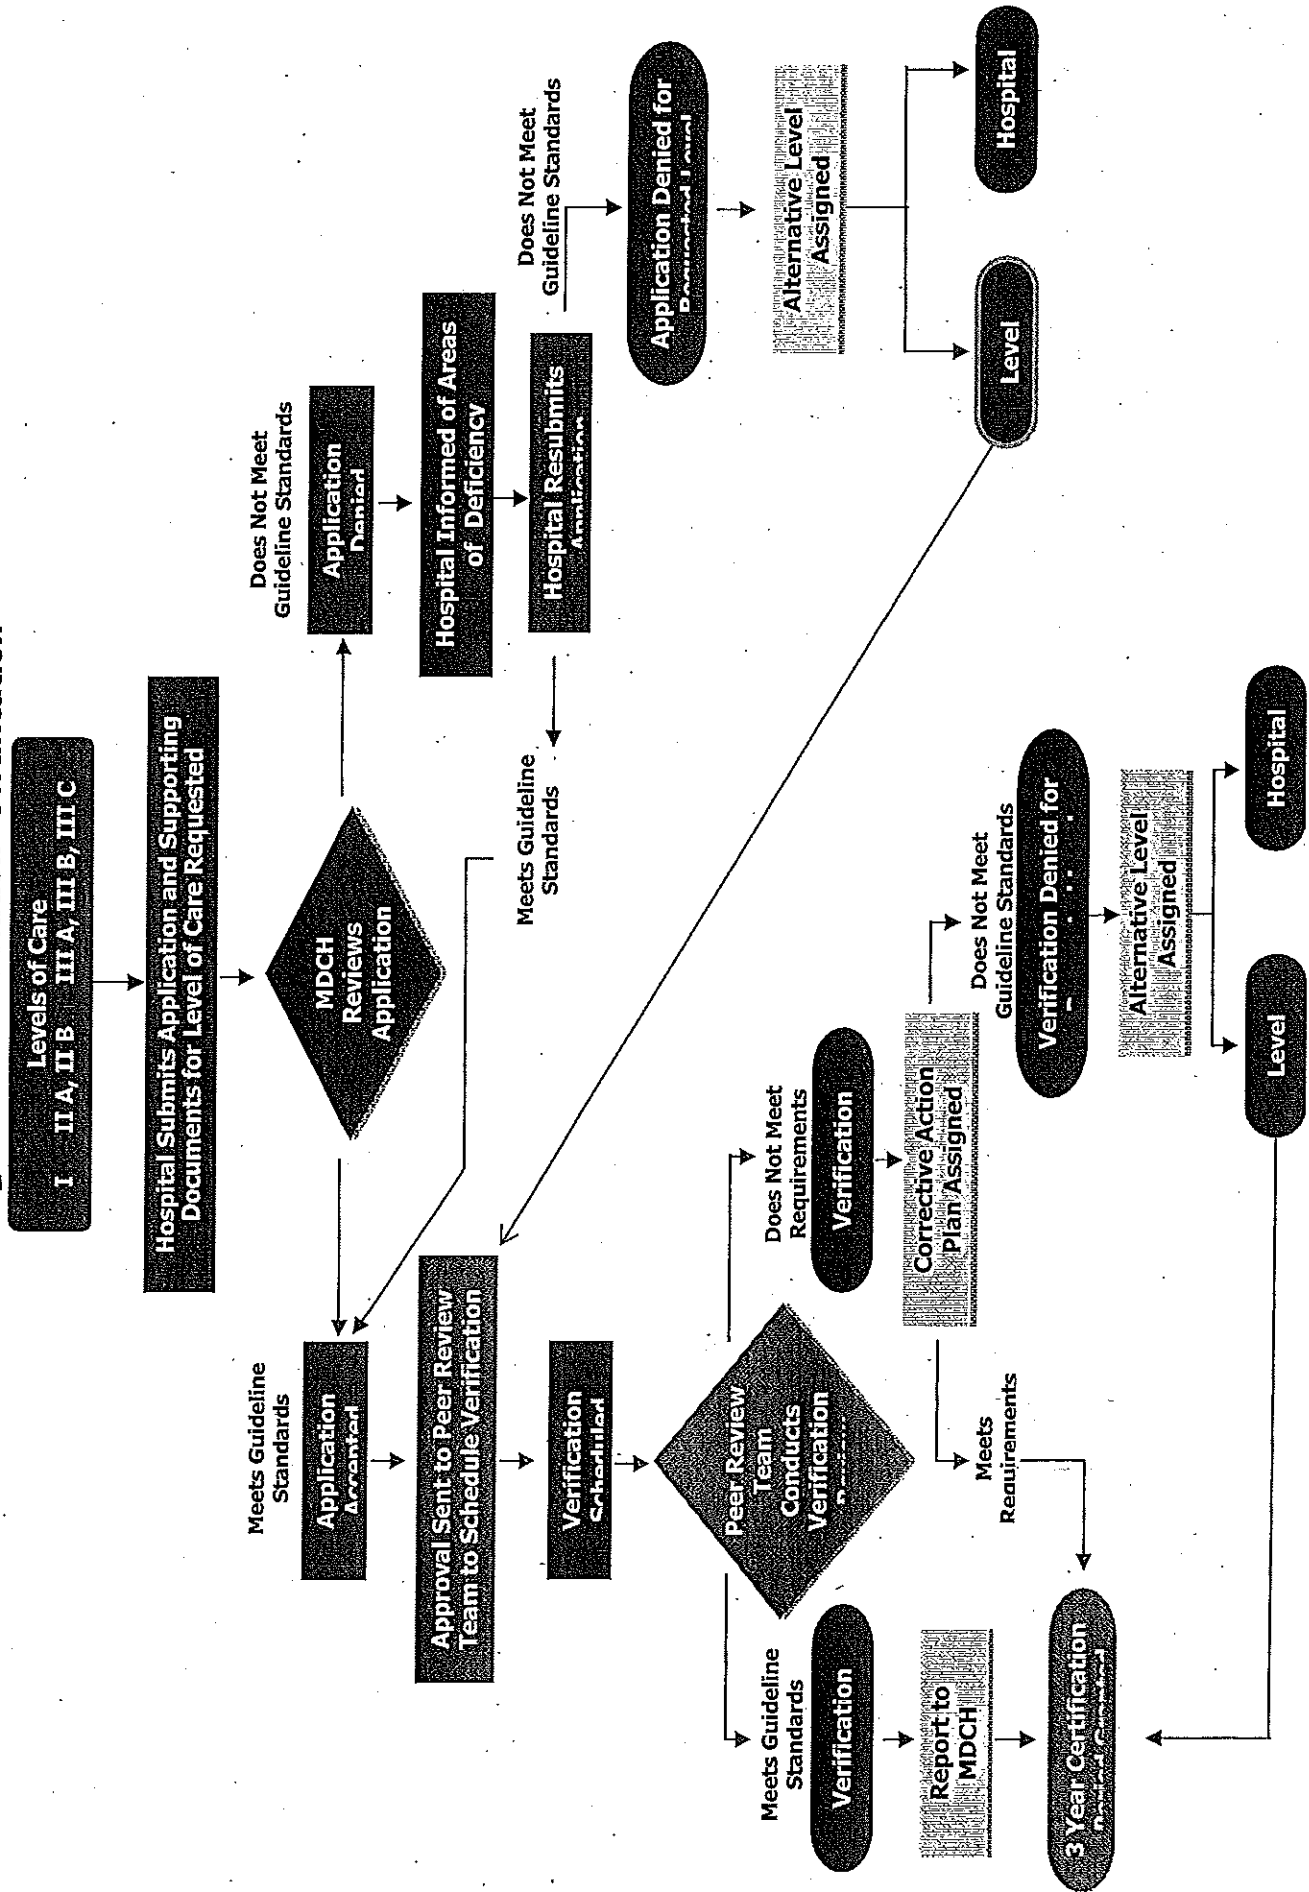 Levels of Care
I II A, II B III A, III B, III C
Hospital Submits Application and Supporting
Documents for Level of Care Requested
MDCH
Reviews
Application
Meets Guideline
Standards
Does Not Meet
Guideline Standards
Application
Application
Denied
Approval Sent to Peer Review
Team to Schedule Verification
Hospital Informed of Areas
of Deficiency
Meets Guideline
Standards
Hospital Resubmits
Application
Does Not Meet
Guideline Standards
Verification
Scheduled
Application Denied for
Requested Level
Peer Review
Team
Conducts
Verification
Alternative Level
Assigned
Meets Guideline
Standards
Does Not Meet
Requirements
Level
Hospital
Verification
Verification
Report to
MDCH
Corrective Action
Plan Assigned
Meets
Requirements
Does Not Meet
Guideline Standards
3 Year Certification
Verification Denied for
Alternative Level
Assigned
Level
Hospital